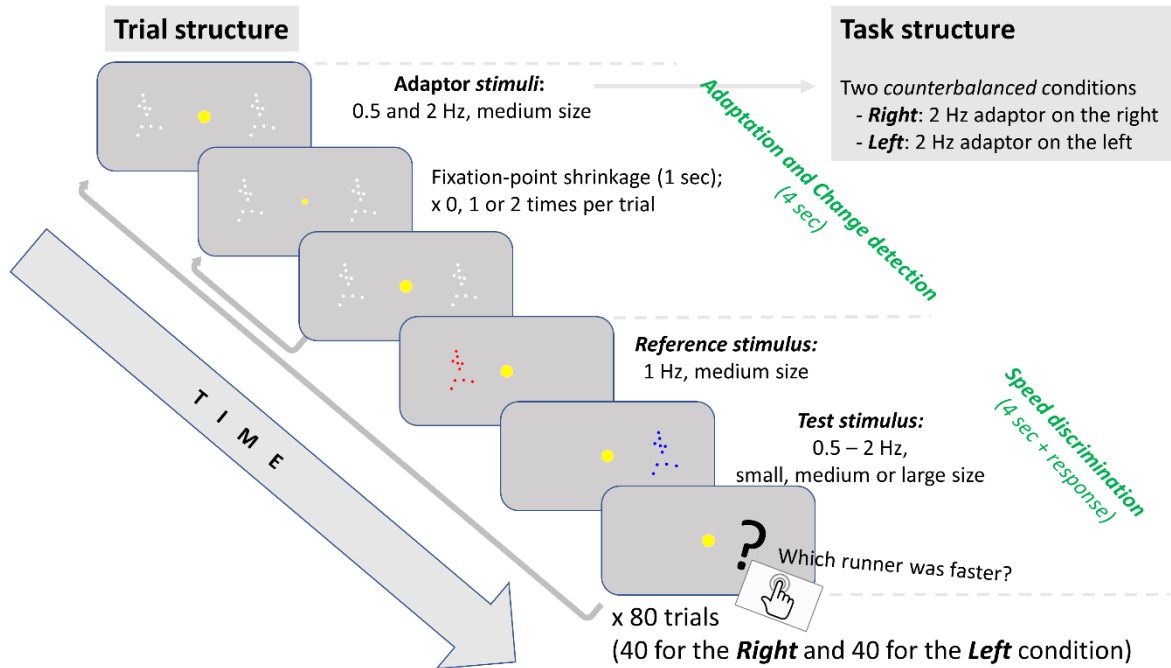 Trial structure
Task structure
Adaptor stimuli:
0.5 and 2 Hz, medium size
Two counterbalanced conditions
- Right: 2 Hz adaptor on the right
- Left: 2 Hz adaptor on the left
Adaptation and Change detection
(4 sec)
Fixation-point shrinkage (1 sec);
x 0, 1 or 2 times per trial
Reference stimulus:
1 Hz, medium size
Test stimulus:
0.5 – 2 Hz,
small, medium or large size
Speed discrimination
(4 sec + response)
TIME
?
Which runner was faster?
x 80 trials
(40 for the Right and 40 for the Left condition)